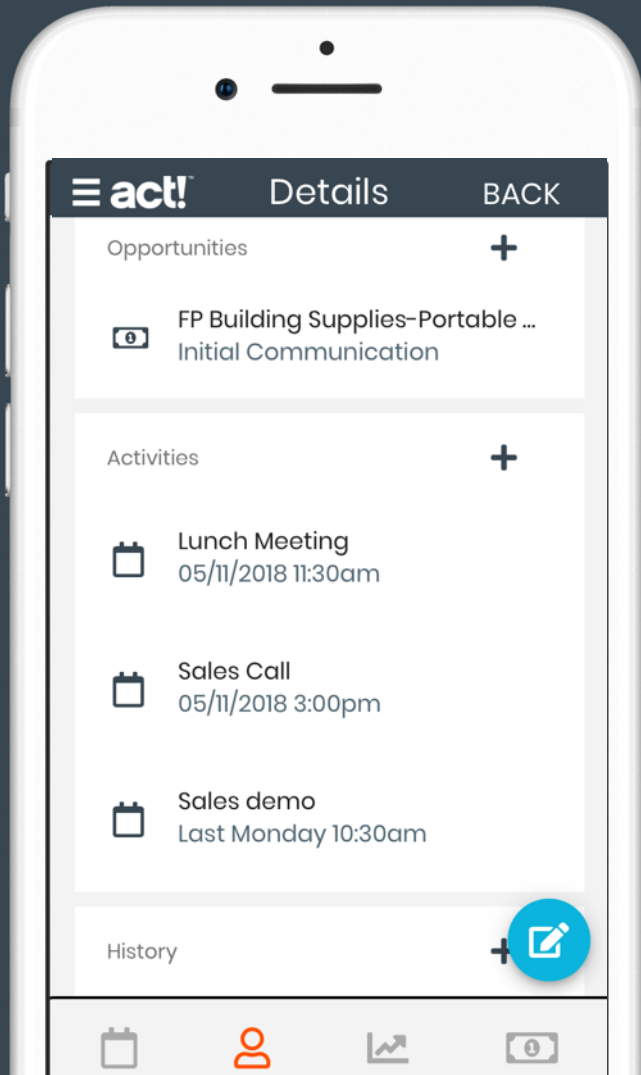 act!™ Details BACK
Opportunities
FP Building Supplies-Portable ...
Initial Communication
Activities
Lunch Meeting
05/11/2018 11:30am
Sales Call
05/11/2018 3:00pm
Sales demo
Last Monday 10:30am
History